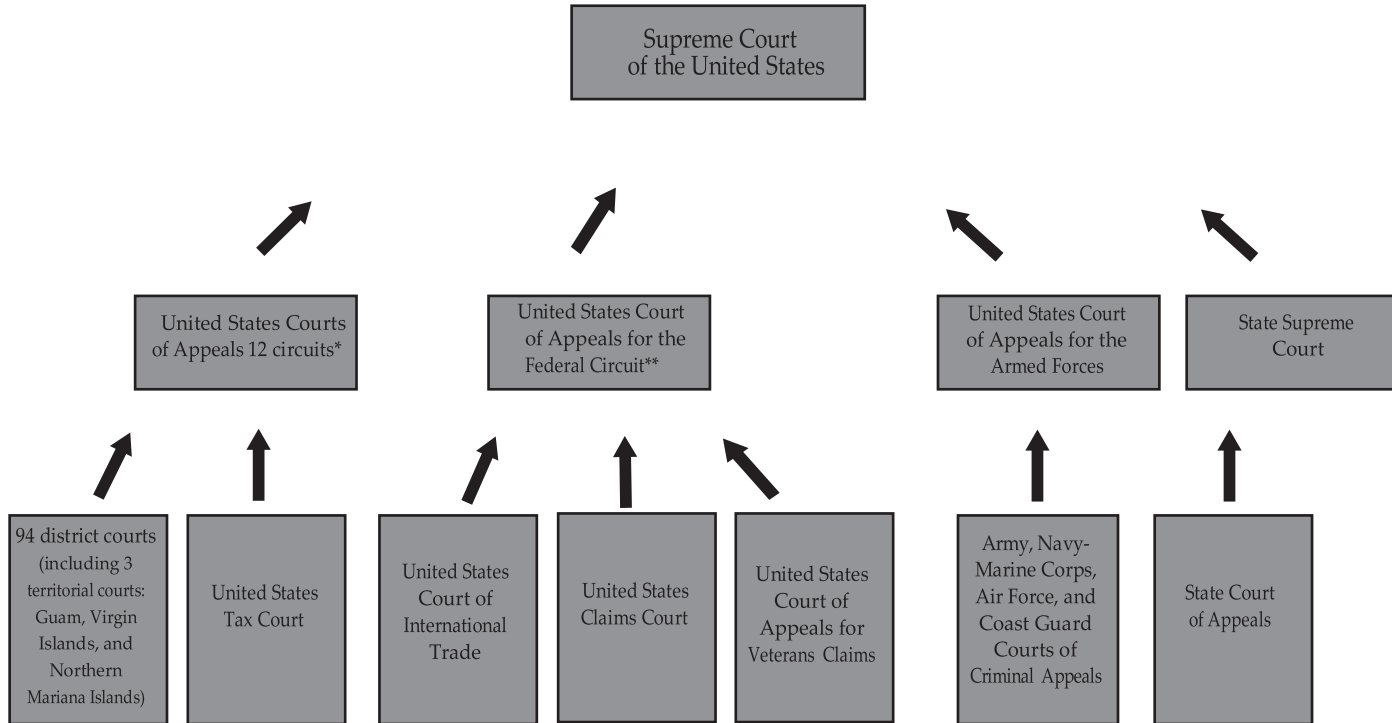 Supreme Court
of the United States
United States Courts
of Appeals 12 circuits*
United States Court
of Appeals for the
Federal Circuit**
United States Court
of Appeals for the
Armed Forces
State Supreme
Court
94 district courts
(including 3
territorial courts:
Guam, Virgin
Islands, and
Northern
Mariana Islands)
United States
Tax Court
United States
Court of
International
Trade
United States
Claims Court
United States
Court of
Appeals for
Veterans Claims
Army, Navy-
Marine Corps,
Air Force, and
Coast Guard
Courts of
Criminal Appeals
State Court
of Appeals